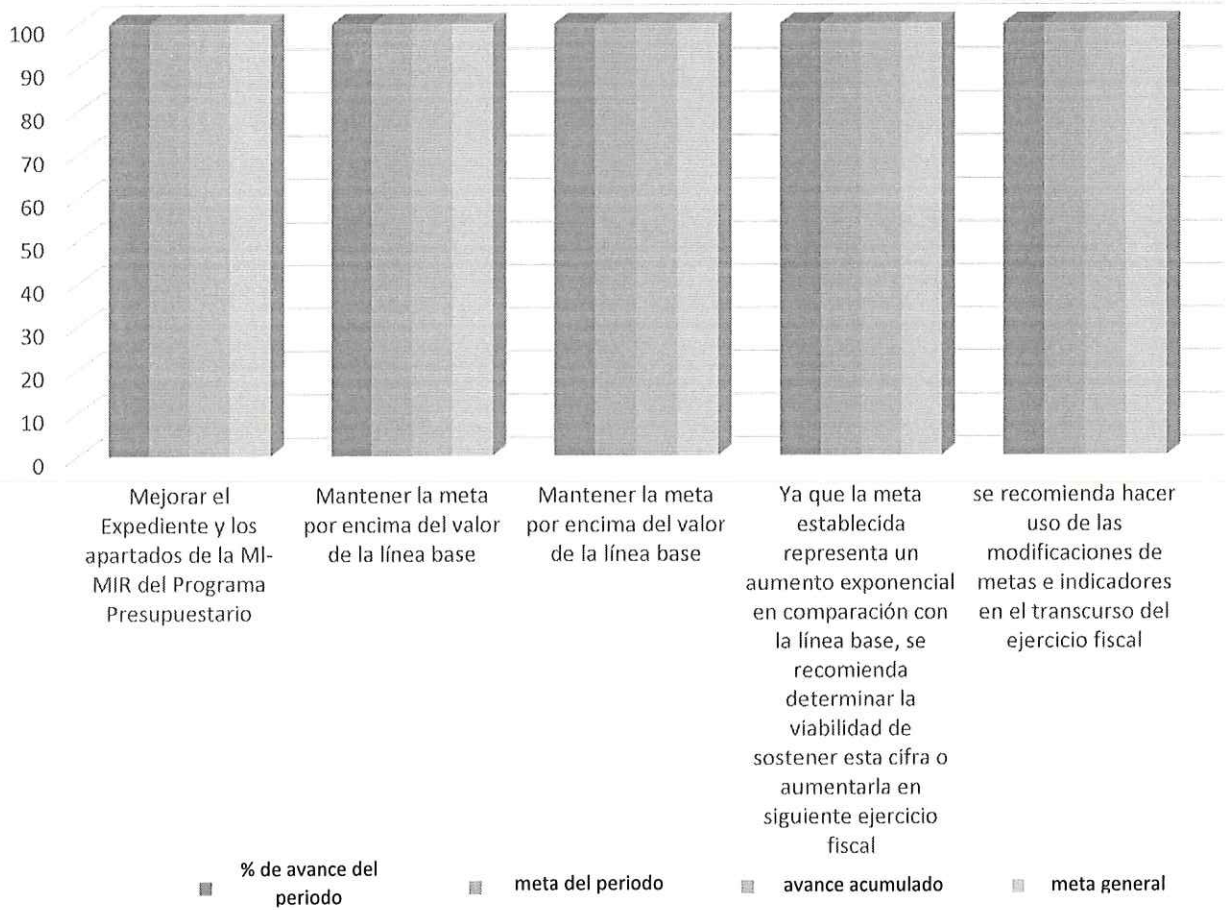 100
90
80
70
60
50
40
30
20
10
0
Mejorar el
Expediente y los
apartados de la MI-
MIR del Programa
Presupuestario
Mantener la meta
por encima del valor
de la línea base
Mantener la meta
por encima del valor
de la línea base
Ya que la meta
establecida
representa un
aumento exponencial
en comparación con
la línea base, se
recomienda
determinar la
viabilidad de
sostener esta cifra o
aumentarla en
siguiente ejercicio
fiscal
se recomienda hacer
uso de las
modificaciones de
metas e indicadores
en el transcurso del
ejercicio fiscal
% de avance del
periodo
meta del periodo
avance acumulado
meta general